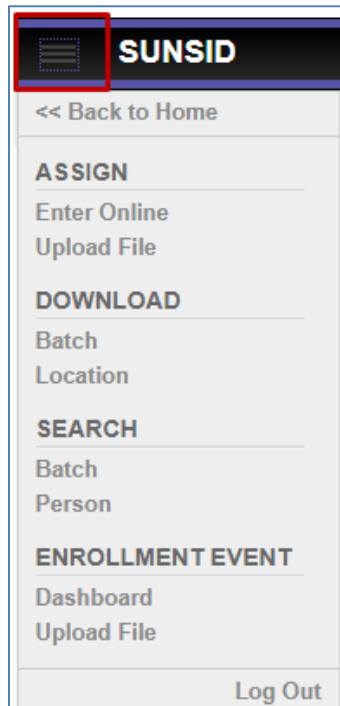 SUNSID
<< Back to Home
ASSIGN
Enter Online
Upload File
DOWNLOAD
Batch
Location
SEARCH
Batch
Person
ENROLLMENT EVENT
Dashboard
Upload File
Log Out